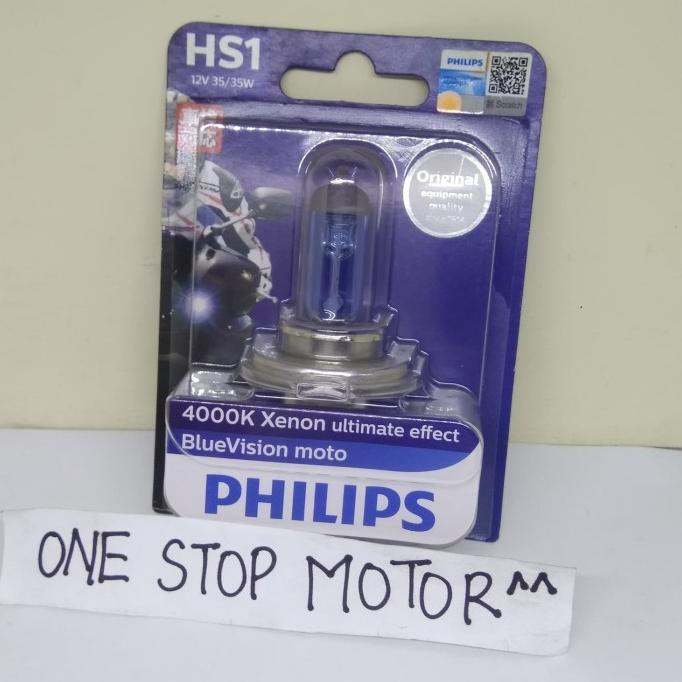 HS1
12V 35/35W
PHILIPS
Scratch
Original
equipment
quality
4000K Xenon ultimate effect
BlueVision moto
PHILIPS
ONE STOP MOTOR^^